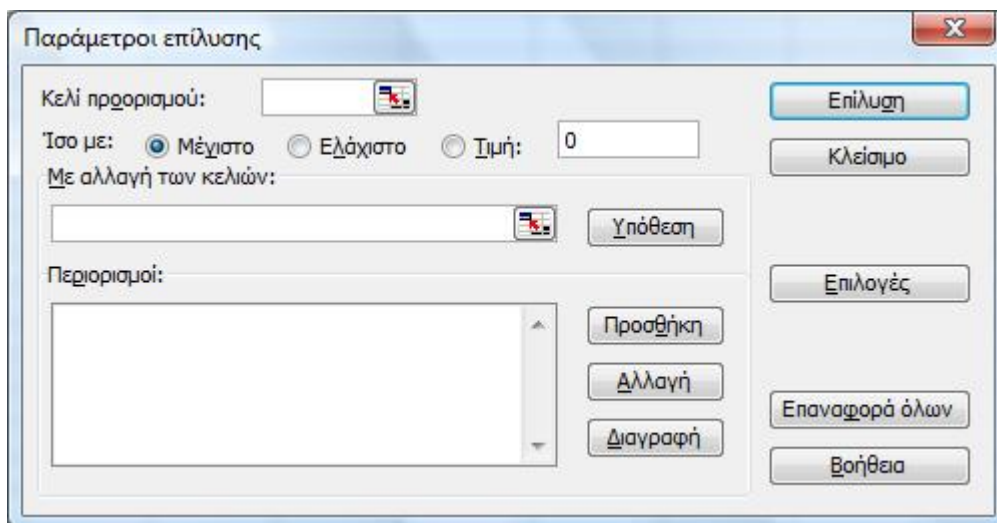 Παράμετροι επίλυσης
Κελί προορισμού:
Επίλυση
Ίσο με: Μέγιστο Ελάχιστο Τιμή: 0
Κλείσιμο
Με αλλαγή των κελιών:
Υπόθεση
Περιορισμοί:
Επιλογές
Προσθήκη
Αλλαγή
Επαναφορά όλων
Διαγραφή
Βοήθεια